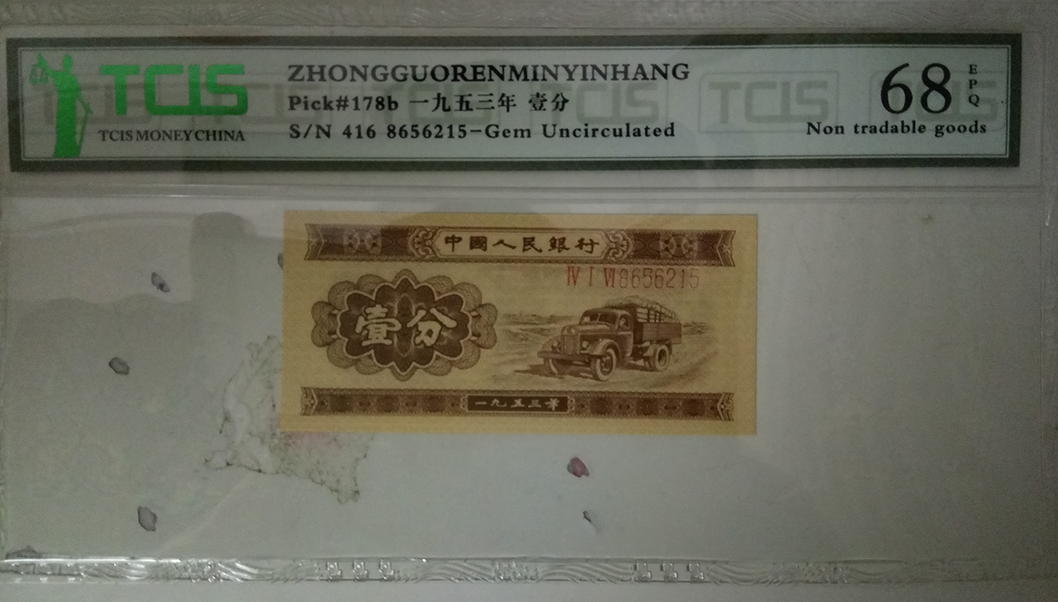 TCIS
TCIS MONEY CHINA
ZHONGGUORENMINYINHANG
Pick#178b 一九五三年 壹分
S/N 416 8656215-Gem Uncirculated
68 EPQ
Non tradable goods
中國人民銀行
IV I VI 8656215
壹分
一九五三年